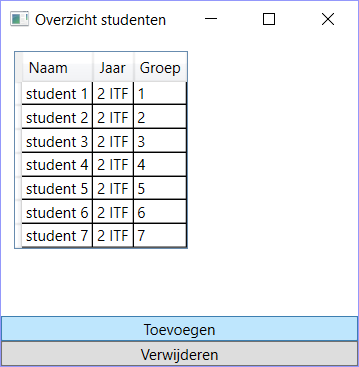 Overzicht studenten
Naam Jaar Groep
student 1 2 ITF 1
student 2 2 ITF 2
student 3 2 ITF 3
student 4 2 ITF 4
student 5 2 ITF 5
student 6 2 ITF 6
student 7 2 ITF 7
Toevoegen
Verwijderen